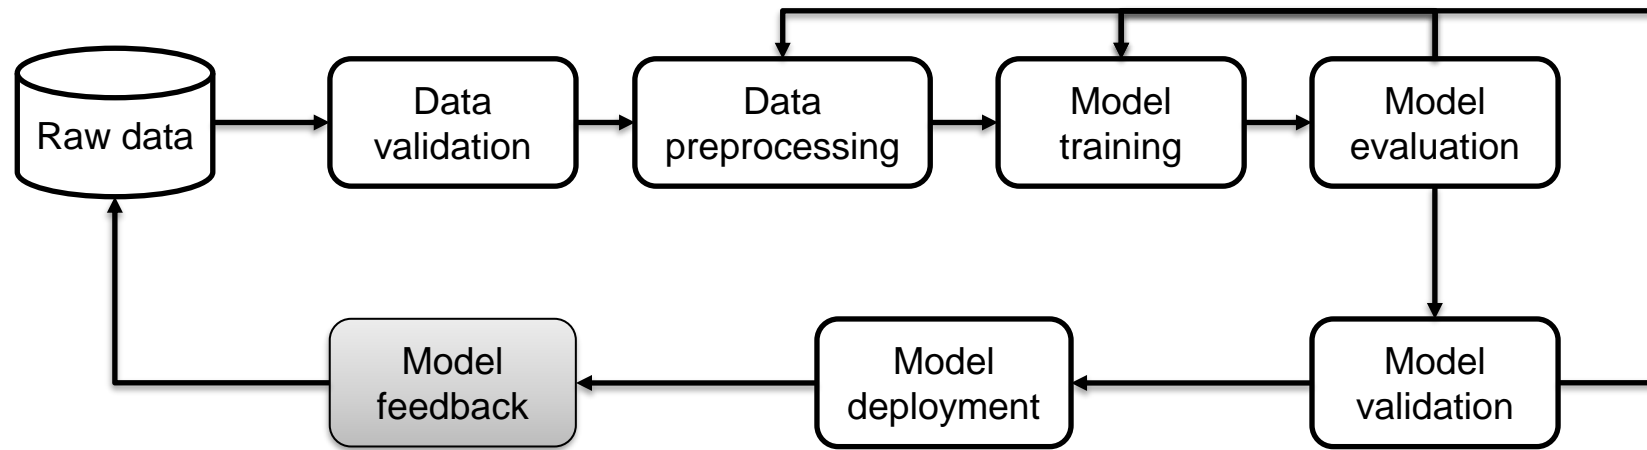 Raw data
Data
validation
Data
preprocessing
Model
training
Model
evaluation
Model
feedback
Model
deployment
Model
validation